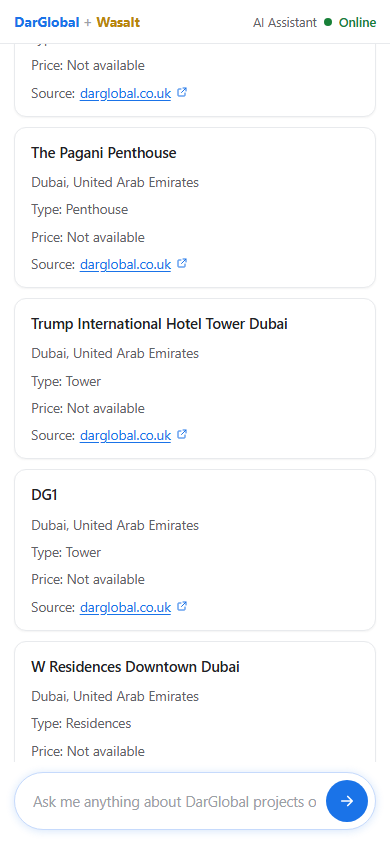 DarGlobal + Wasalt
AI Assistant ● Online
Price: Not available
Source: darglobal.co.uk
The Pagani Penthouse
Dubai, United Arab Emirates
Type: Penthouse
Price: Not available
Source: darglobal.co.uk
Trump International Hotel Tower Dubai
Dubai, United Arab Emirates
Type: Tower
Price: Not available
Source: darglobal.co.uk
DG1
Dubai, United Arab Emirates
Type: Tower
Price: Not available
Source: darglobal.co.uk
W Residences Downtown Dubai
Dubai, United Arab Emirates
Type: Residences
Price: Not available
Ask me anything about DarGlobal projects o